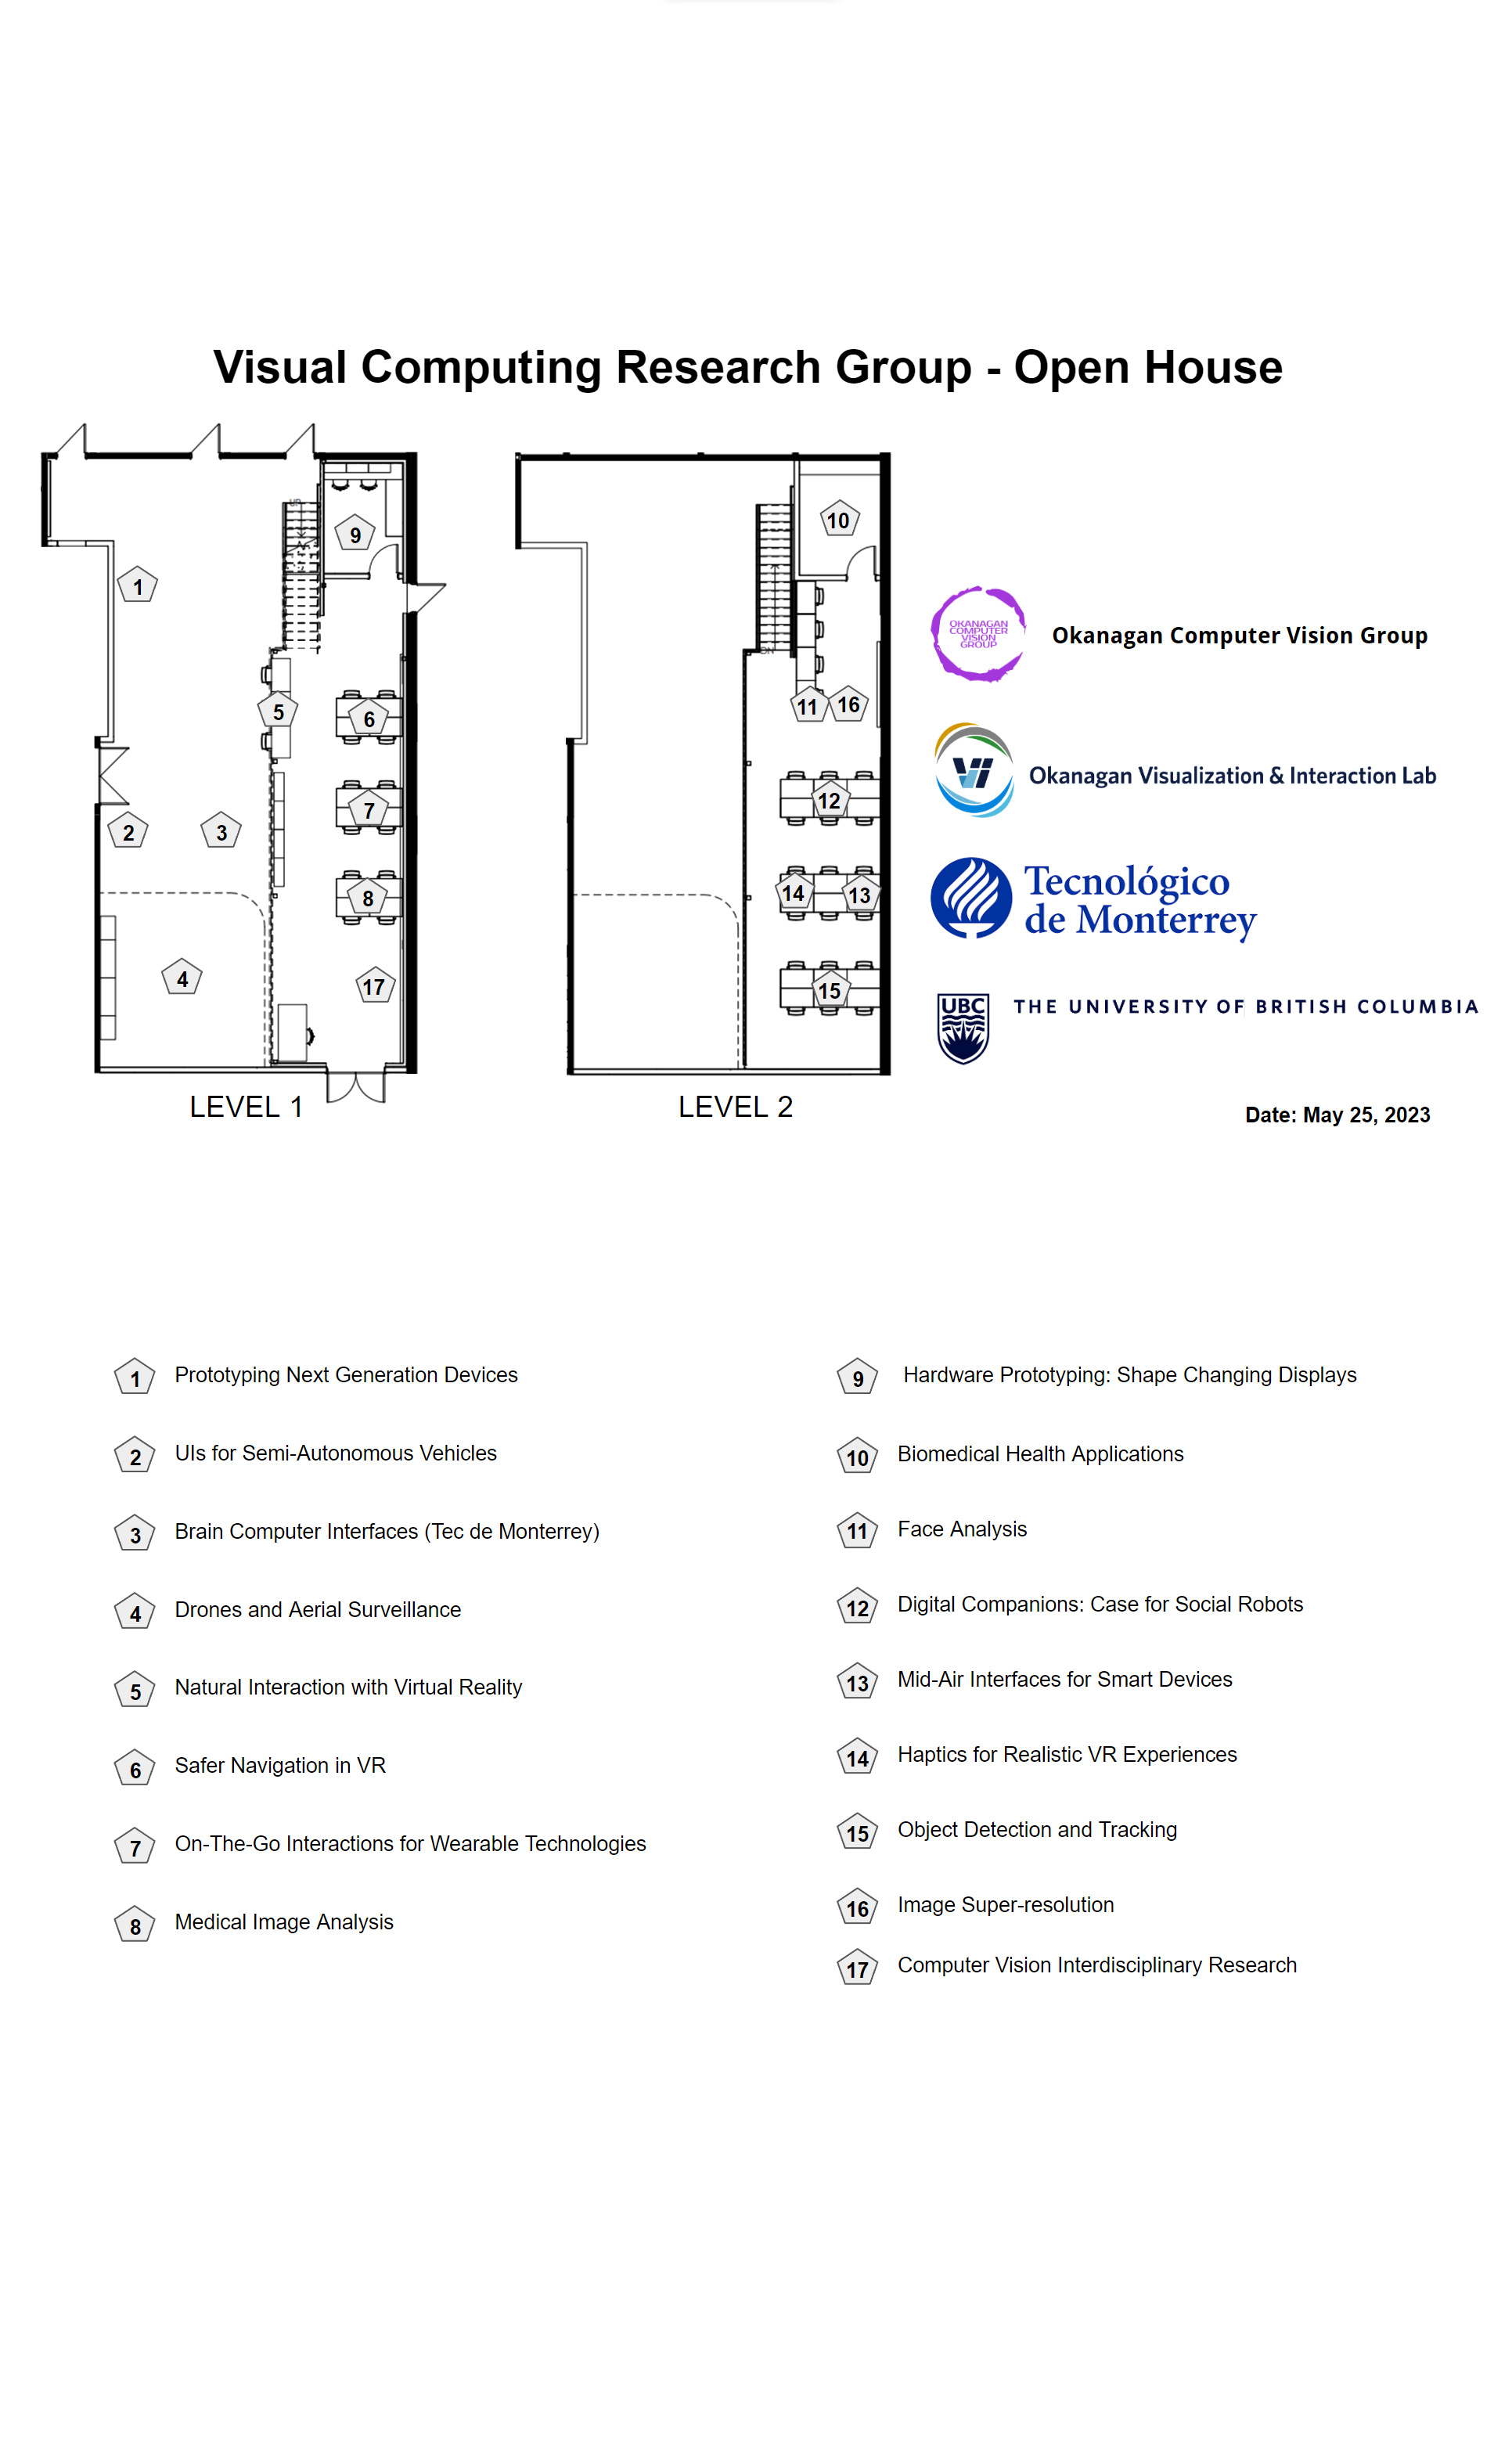 Visual Computing Research Group - Open House
UP
9
1
5
6
7
2
3
8
4
17
LEVEL 1
10
DN
11
16
12
14
13
15
LEVEL 2
OKANAGAN
COMPUTER
VISION
GROUP
Okanagan Computer Vision Group
Okanagan Visualization & Interaction Lab
Tecnológico
de Monterrey
UBC
THE UNIVERSITY OF BRITISH COLUMBIA
Date: May 25, 2023
1 Prototyping Next Generation Devices
2 UIs for Semi-Autonomous Vehicles
3 Brain Computer Interfaces (Tec de Monterrey)
4 Drones and Aerial Surveillance
5 Natural Interaction with Virtual Reality
6 Safer Navigation in VR
7 On-The-Go Interactions for Wearable Technologies
8 Medical Image Analysis
9 Hardware Prototyping: Shape Changing Displays
10 Biomedical Health Applications
11 Face Analysis
12 Digital Companions: Case for Social Robots
13 Mid-Air Interfaces for Smart Devices
14 Haptics for Realistic VR Experiences
15 Object Detection and Tracking
16 Image Super-resolution
17 Computer Vision Interdisciplinary Research